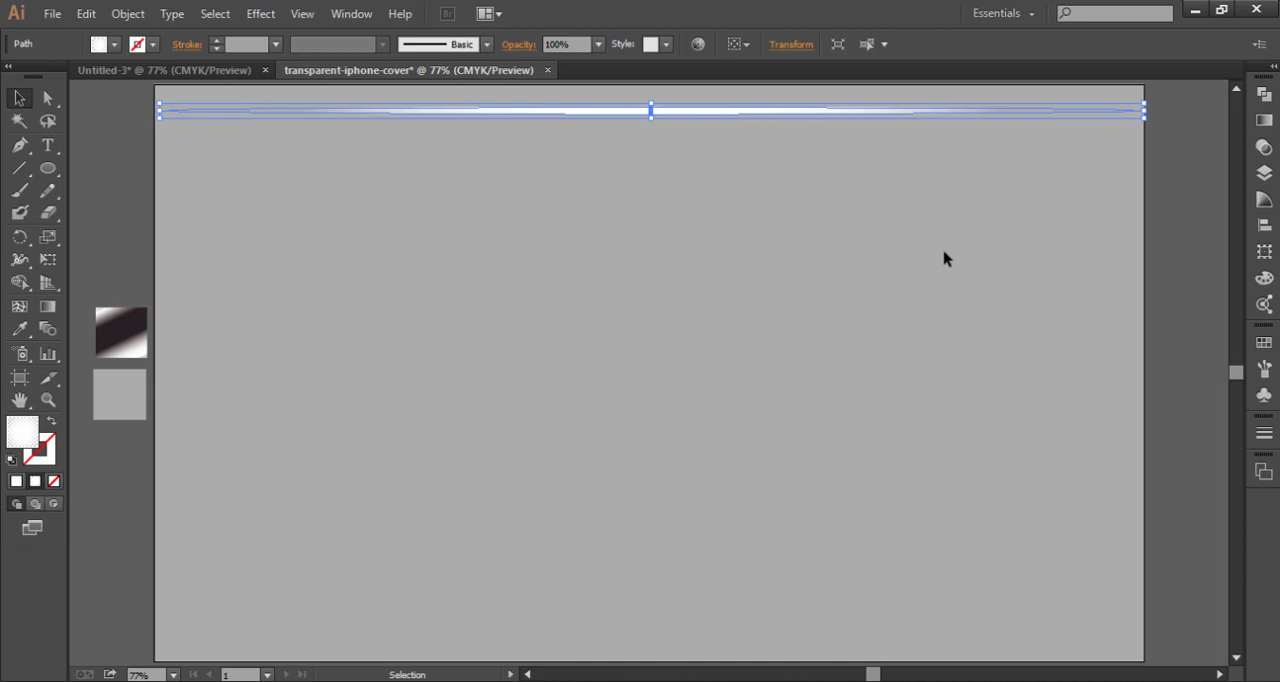 Ai File Edit Object Type Select Effect View Window Help Br Essentials
Path Stroke: Basic Opacity: 100% Style: Transform
Untitled-3* @ 77% (CMYK/Preview) × transparent-iphone-cover* @ 77% (CMYK/Preview) ×
T
77% 1 Selection